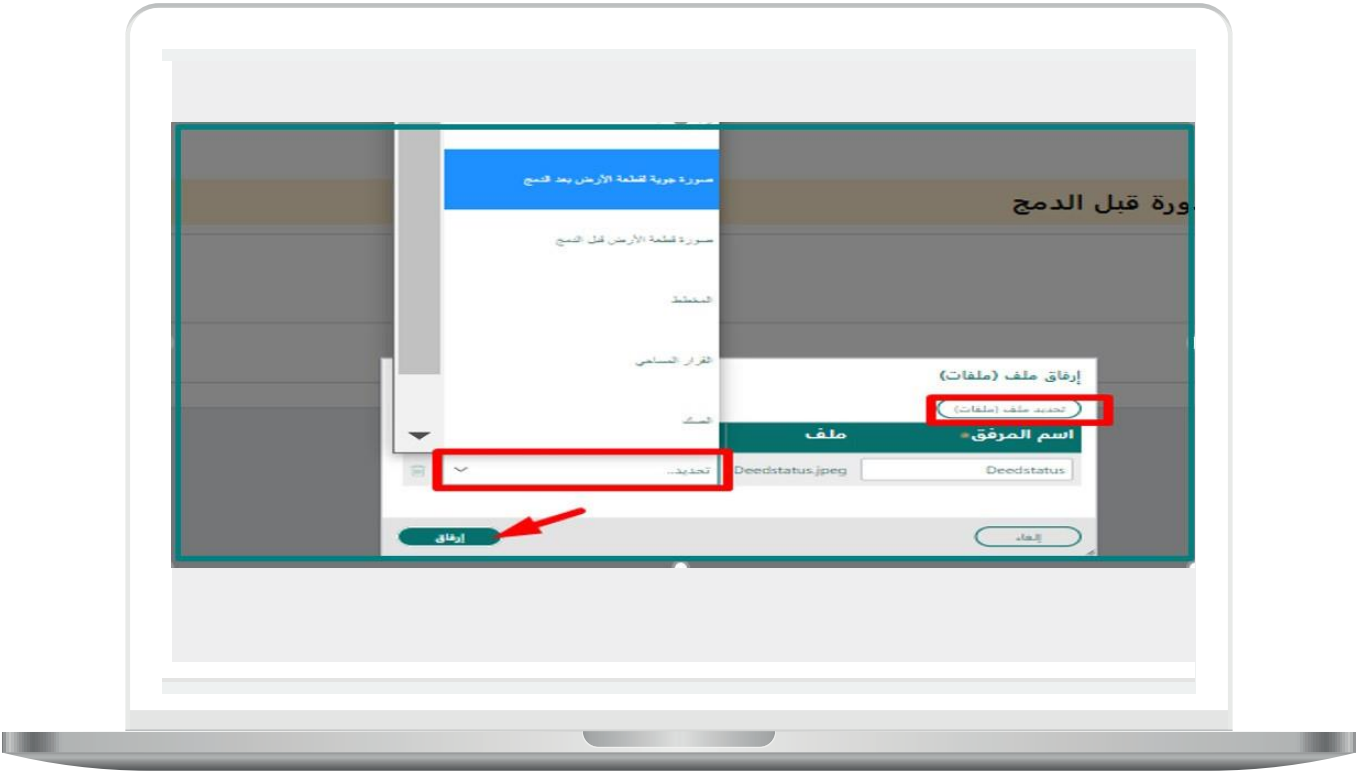 صورة جوية لقطعة الأرض بعد الدمج
ورة قبل الدمج
صورة قطعة الأرض قبل الدمج
المخطط
القرار المساحي
إرفاق ملف (ملفات)
تحديد ملف (ملفات)
الصك
اسم المرفق* ملف
Deedstatus Deedstatus.jpeg تحديد..
إلغاء إرفاق